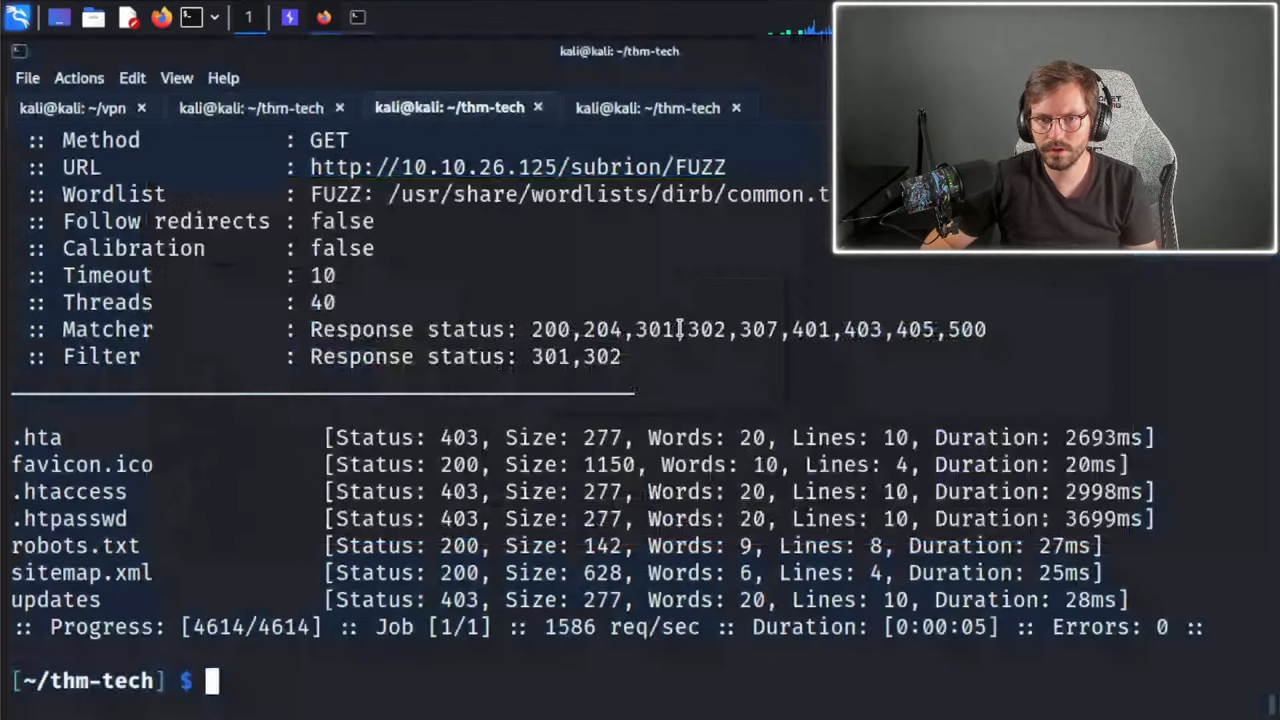 1
kali@kali: ~/thm-tech
File Actions Edit View Help
kali@kali: ~/vpn × kali@kali: ~/thm-tech × kali@kali: ~/thm-tech × kali@kali: ~/thm-tech ×
:: Method : GET
:: URL : http://10.10.26.125/subrion/FUZZ
:: Wordlist : FUZZ: /usr/share/wordlists/dirb/common.t
:: Follow redirects : false
:: Calibration : false
:: Timeout : 10
:: Threads : 40
:: Matcher : Response status: 200,204,301,302,307,401,403,405,500
:: Filter : Response status: 301,302
.hta [Status: 403, Size: 277, Words: 20, Lines: 10, Duration: 2693ms]
favicon.ico [Status: 200, Size: 1150, Words: 10, Lines: 4, Duration: 20ms]
.htaccess [Status: 403, Size: 277, Words: 20, Lines: 10, Duration: 2998ms]
.htpasswd [Status: 403, Size: 277, Words: 20, Lines: 10, Duration: 3699ms]
robots.txt [Status: 200, Size: 142, Words: 9, Lines: 8, Duration: 27ms]
sitemap.xml [Status: 200, Size: 628, Words: 6, Lines: 4, Duration: 25ms]
updates [Status: 403, Size: 277, Words: 20, Lines: 10, Duration: 28ms]
:: Progress: [4614/4614] :: Job [1/1] :: 1586 req/sec :: Duration: [0:00:05] :: Errors: 0 ::
[~/thm-tech] $